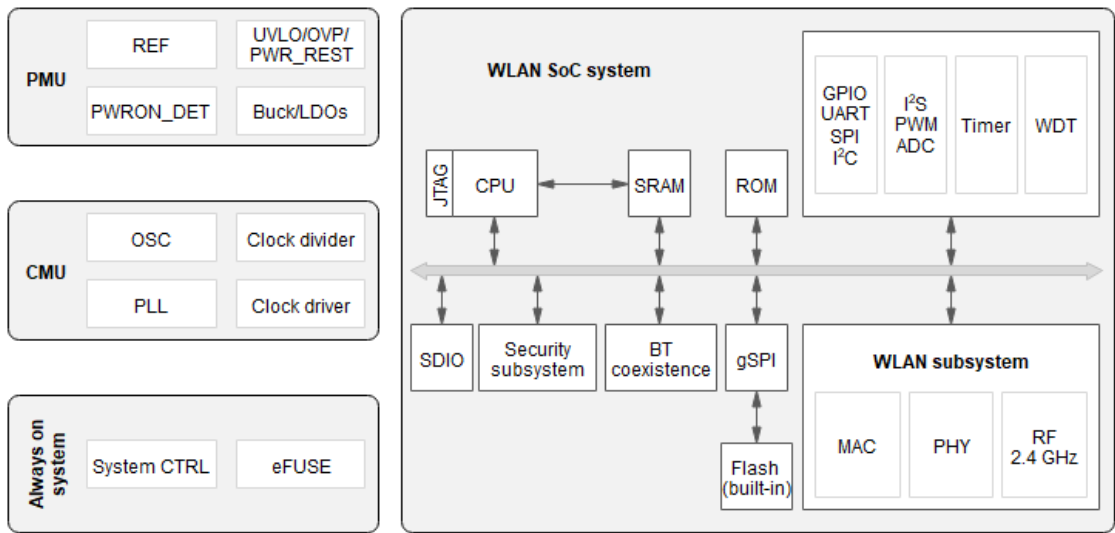 PMU
REF
UVLO/OVP/
PWR_REST
PWRON_DET
Buck/LDOs
CMU
OSC
Clock divider
PLL
Clock driver
Always on
system
System CTRL
eFUSE
WLAN SoC system
GPIO
UART
SPI
I²C
I²S
PWM
ADC
Timer
WDT
JTAG
CPU
SRAM
ROM
SDIO
Security
subsystem
BT
coexistence
gSPI
Flash
(built-in)
WLAN subsystem
MAC
PHY
RF
2.4 GHz